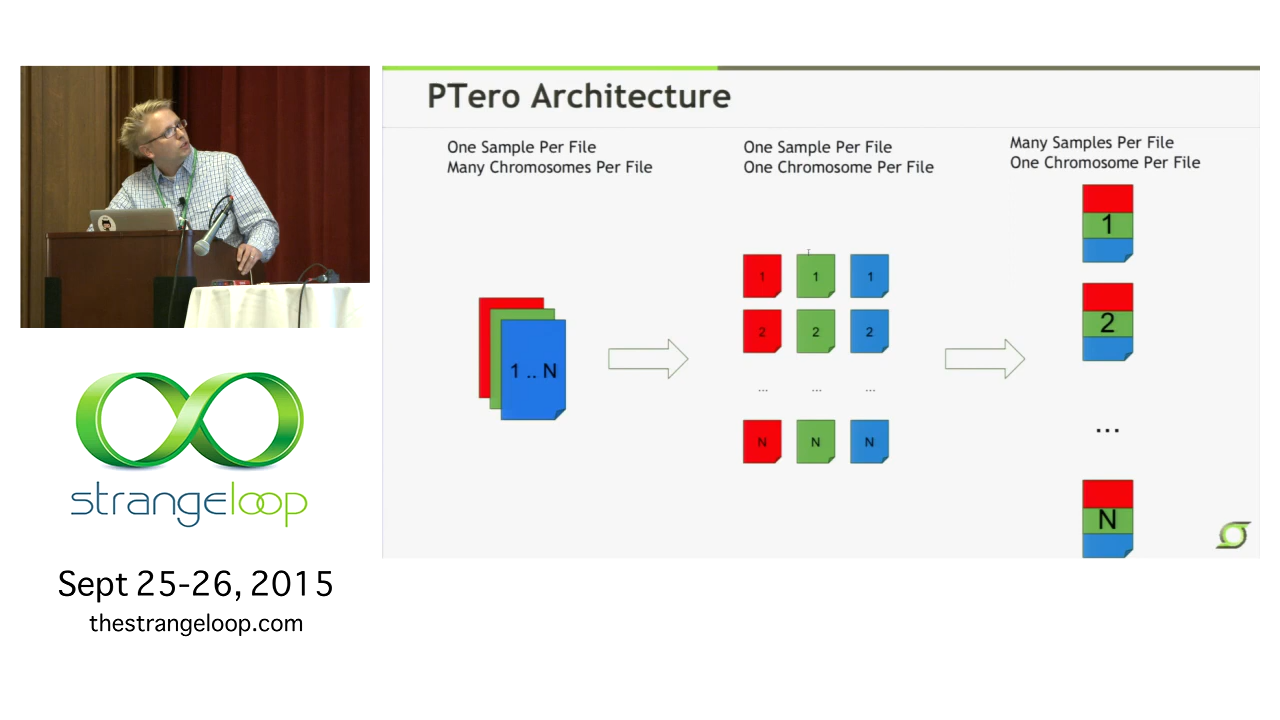 PTero Architecture
One Sample Per File
Many Chromosomes Per File
One Sample Per File
One Chromosome Per File
Many Samples Per File
One Chromosome Per File
1 .. N
1 1 1
2 2 2
... ... ...
N N N
1
2
...
N
strangeloop
Sept 25-26, 2015
thestrangeloop.com